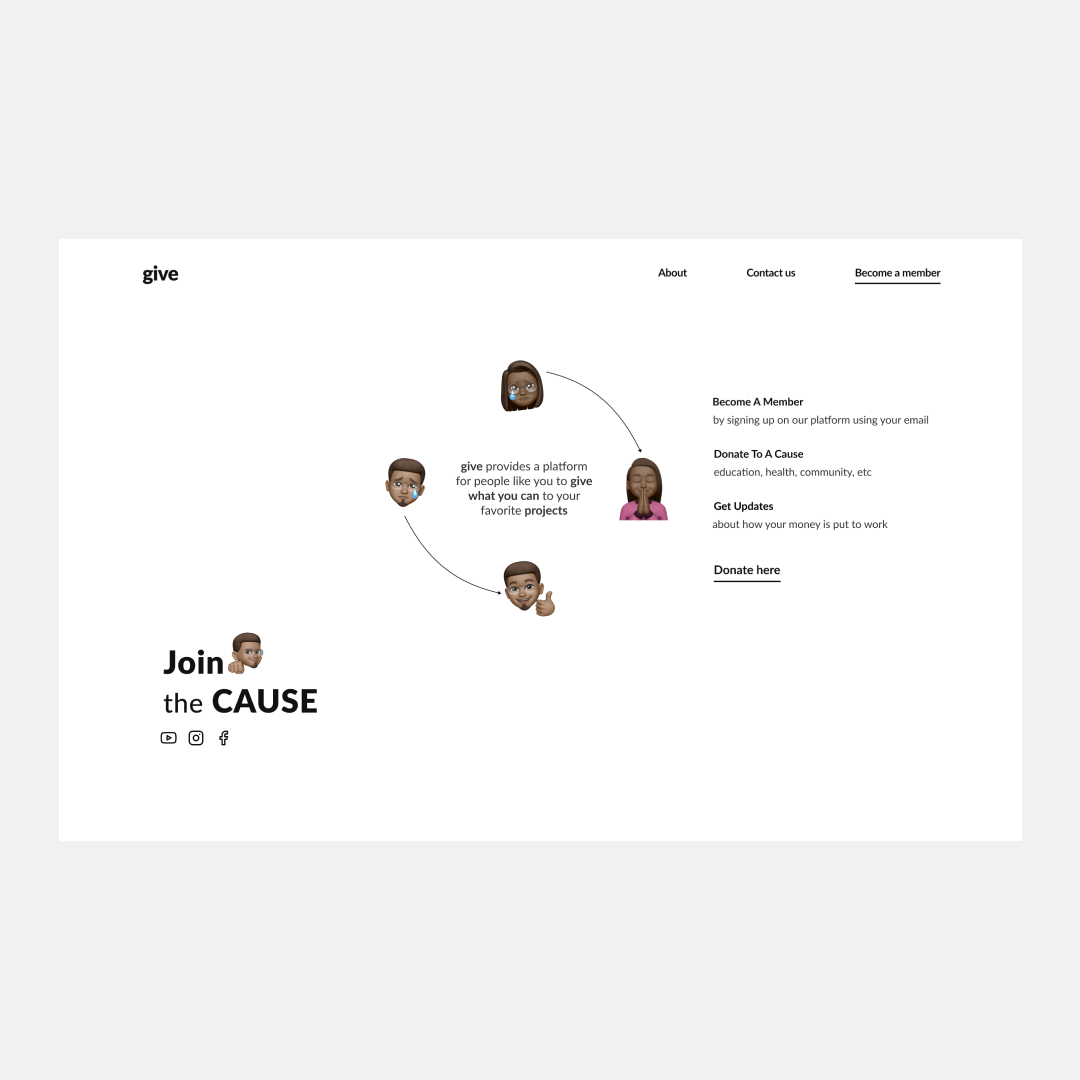 give
About
Contact us
Become a member
give provides a platform
for people like you to give
what you can to your
favorite projects
Become A Member
by signing up on our platform using your email
Donate To A Cause
education, health, community, etc
Get Updates
about how your money is put to work
Donate here
Join
the CAUSE